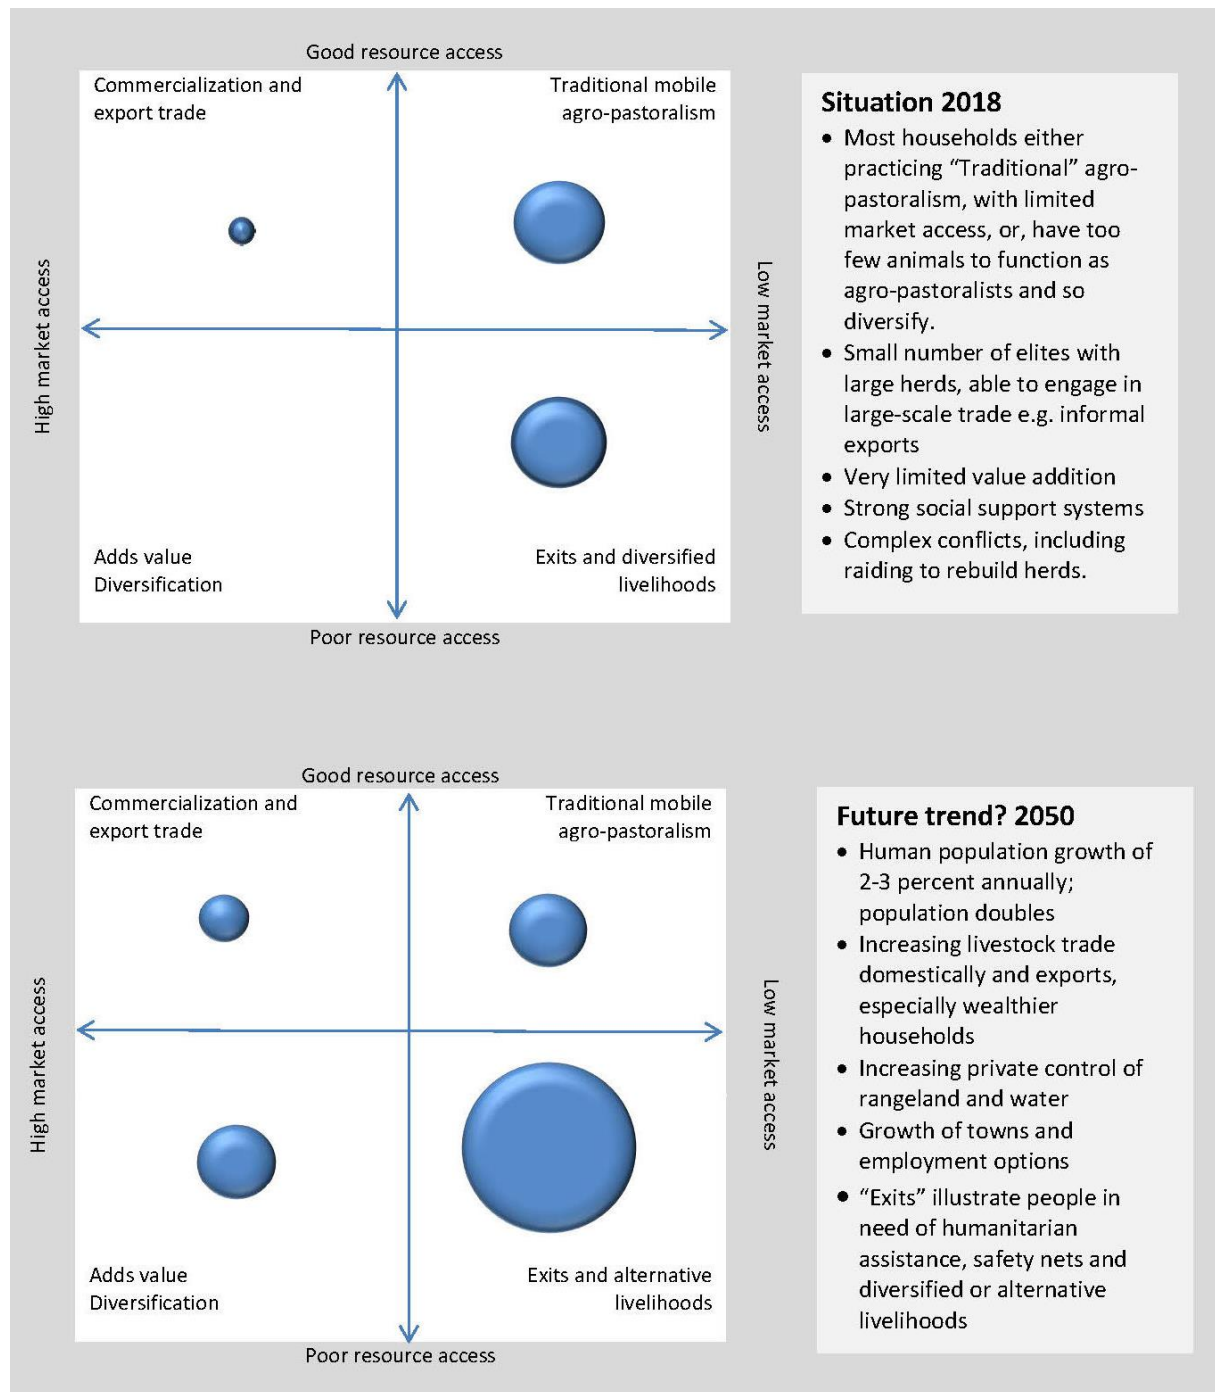 Good resource access
Commercialization and
export trade
Traditional mobile
agro-pastoralism
High market access
Low market access
Adds value
Diversification
Exits and diversified
livelihoods
Poor resource access
Situation 2018
• Most households either
practicing “Traditional” agro-
pastoralism, with limited
market access, or, have too
few animals to function as
agro-pastoralists and so
diversify.
• Small number of elites with
large herds, able to engage in
large-scale trade e.g. informal
exports
• Very limited value addition
• Strong social support systems
• Complex conflicts, including
raiding to rebuild herds.
Good resource access
Commercialization and
export trade
Traditional mobile
agro-pastoralism
High market access
Low market access
Adds value
Diversification
Exits and alternative
livelihoods
Poor resource access
Future trend? 2050
• Human population growth of
2-3 percent annually;
population doubles
• Increasing livestock trade
domestically and exports,
especially wealthier
households
• Increasing private control of
rangeland and water
• Growth of towns and
employment options
• “Exits” illustrate people in
need of humanitarian
assistance, safety nets and
diversified or alternative
livelihoods